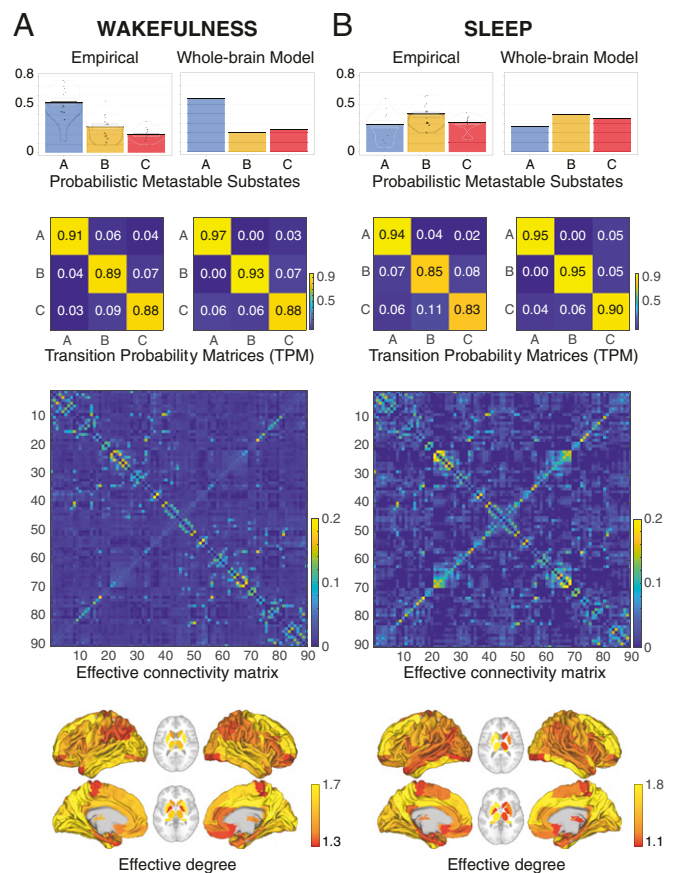 A WAKEFULNESS B SLEEP
Empirical Whole-brain Model Empirical Whole-brain Model
0.8 0.8
0.5 0.5
0 0
A B C A B C A B C A B C
Probabilistic Metastable Substates Probabilistic Metastable Substates
A 0.91 0.06 0.04 A 0.97 0.00 0.03 A 0.94 0.04 0.02 A 0.95 0.00 0.05
B 0.04 0.89 0.07 B 0.00 0.93 0.07 0.9 B 0.07 0.85 0.08 B 0.00 0.95 0.05 0.9
0.5 0.5
C 0.03 0.09 0.88 C 0.06 0.06 0.88 C 0.06 0.11 0.83 C 0.04 0.06 0.90
A B C A B C A B C A B C
Transition Probability Matrices (TPM) Transition Probability Matrices (TPM)
10 10
20 20
30 30
40 40
50 0.2 50 0.2
60 60
70 0.1 70 0.1
80 80
90 0 90 0
10 20 30 40 50 60 70 80 90 10 20 30 40 50 60 70 80 90
Effective connectivity matrix Effective connectivity matrix
1.7 1.8
1.3 1.1
Effective degree Effective degree